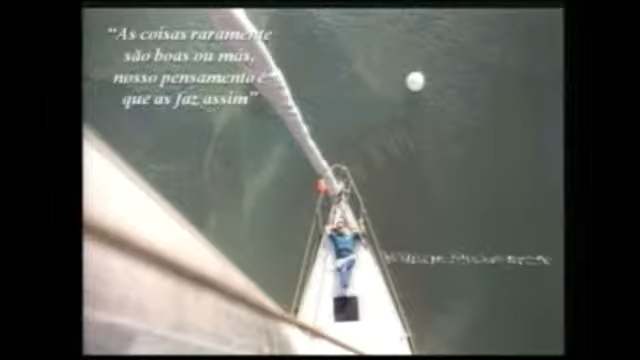 “As coisas raramente
são boas ou más,
nosso pensamento é
que as faz assim”